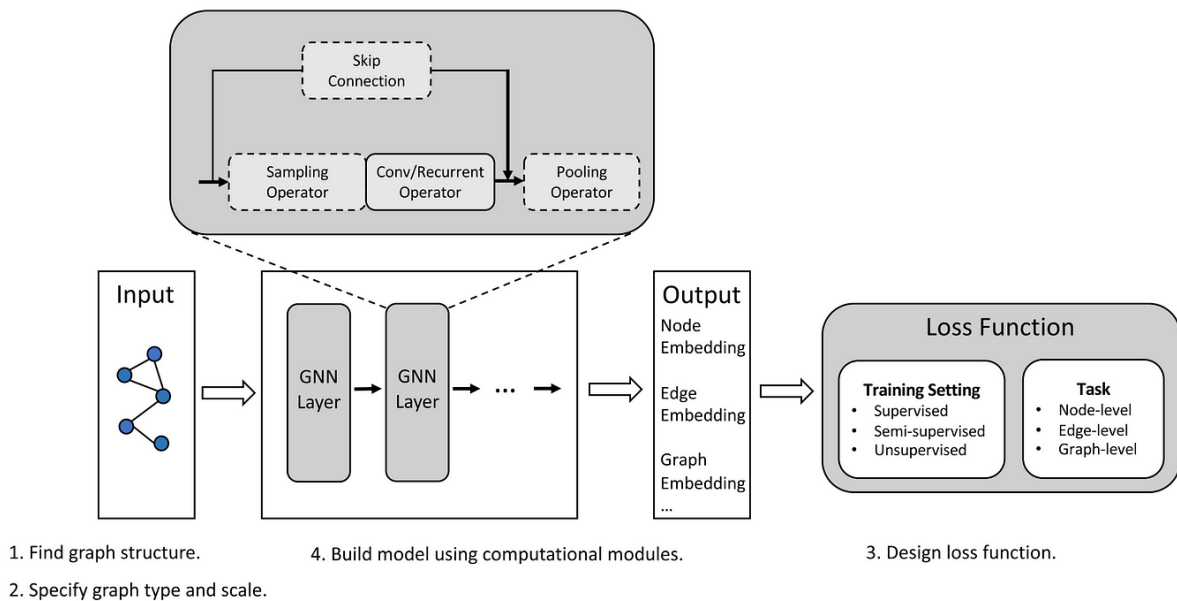 Skip
Connection
Sampling
Operator
Conv/Recurrent
Operator
Pooling
Operator
Input
GNN
Layer
GNN
Layer
...
Output
Node
Embedding
Edge
Embedding
Graph
Embedding
...
Loss Function
Training Setting
• Supervised
• Semi-supervised
• Unsupervised
Task
• Node-level
• Edge-level
• Graph-level
1. Find graph structure.
2. Specify graph type and scale.
4. Build model using computational modules.
3. Design loss function.